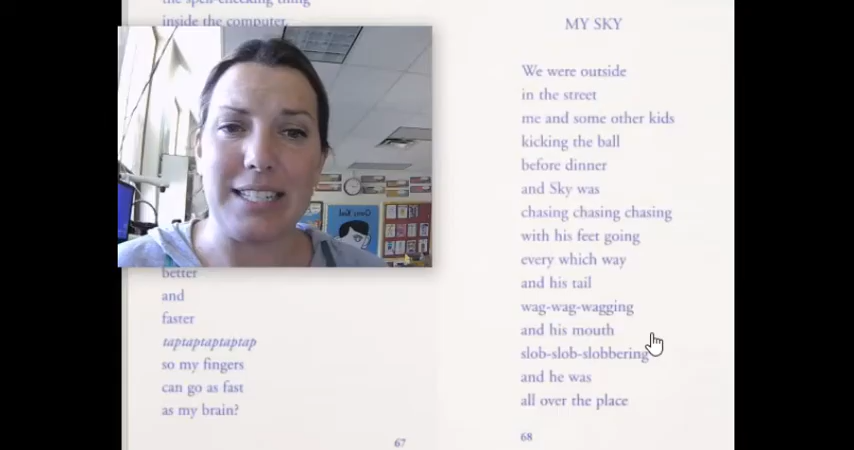 the spell-checking thing
inside the computer.
better
and
faster
taptaptaptaptap
so my fingers
can go as fast
as my brain?
67
MY SKY
We were outside
in the street
me and some other kids
kicking the ball
before dinner
and Sky was
chasing chasing chasing
with his feet going
every which way
and his tail
wag-wag-wagging
and his mouth
slob-slob-slobbering
and he was
all over the place
68